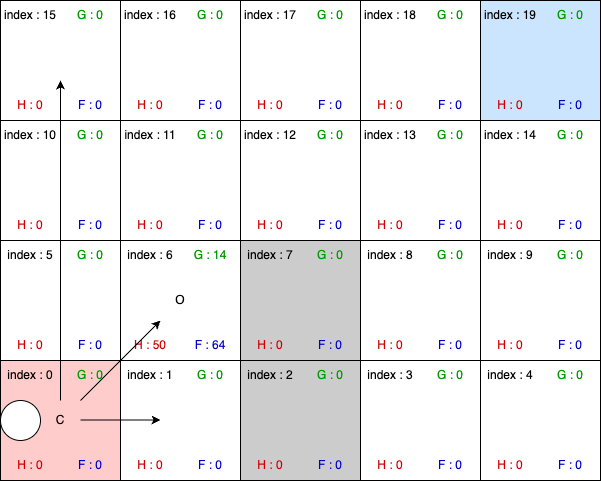 index : 15 G : 0 index : 16 G : 0 index : 17 G : 0 index : 18 G : 0 index : 19 G : 0
H : 0 F : 0 H : 0 F : 0 H : 0 F : 0 H : 0 F : 0 H : 0 F : 0
index : 10 G : 0 index : 11 G : 0 index : 12 G : 0 index : 13 G : 0 index : 14 G : 0
H : 0 F : 0 H : 0 F : 0 H : 0 F : 0 H : 0 F : 0 H : 0 F : 0
index : 5 G : 0 index : 6 G : 14 index : 7 G : 0 index : 8 G : 0 index : 9 G : 0
O
H : 0 F : 0 H : 50 F : 64 H : 0 F : 0 H : 0 F : 0 H : 0 F : 0
index : 0 G : 0 index : 1 G : 0 index : 2 G : 0 index : 3 G : 0 index : 4 G : 0
C
H : 0 F : 0 H : 0 F : 0 H : 0 F : 0 H : 0 F : 0 H : 0 F : 0